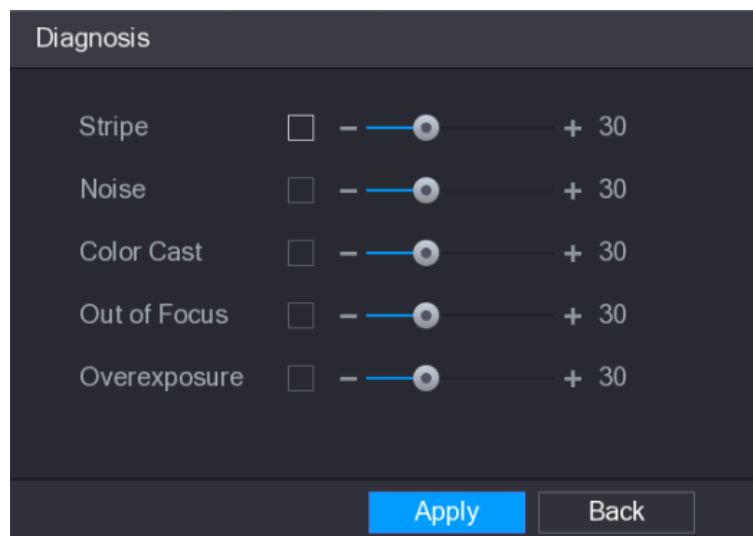 Diagnosis
Stripe − + 30
Noise − + 30
Color Cast − + 30
Out of Focus − + 30
Overexposure − + 30
Apply Back